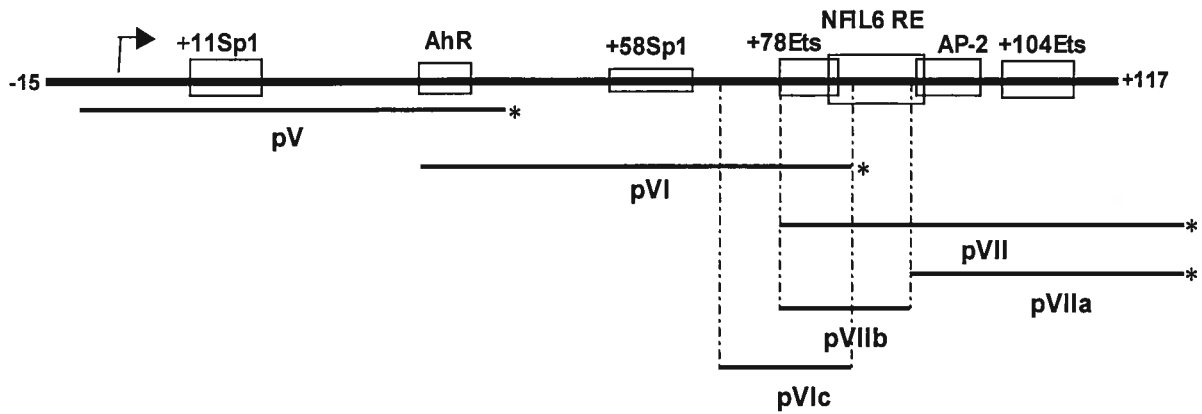 NFIL6 RE
+11Sp1 AhR +58Sp1 +78Ets AP-2 +104Ets
-15 +117
pV *
pVI *
pVII *
pVIIa *
pVIIb
pVIc